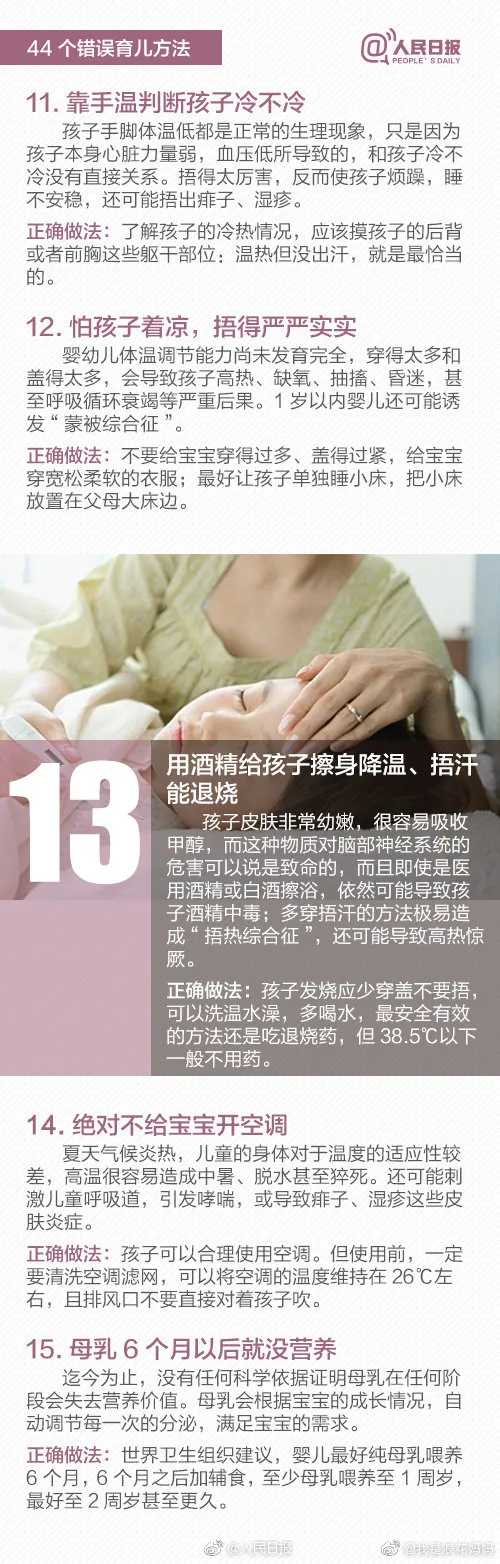 44 个错误育儿方法
@人民日报
PEOPLE'S DAILY
11. 靠手温判断孩子冷不冷
孩子手脚体温低都是正常的生理现象，只是因为
孩子本身心脏力量弱，血压低所导致的，和孩子冷不
冷没有直接关系。捂得太厉害，反而使孩子烦躁，睡
不安稳，还可能捂出痱子、湿疹。
正确做法：了解孩子的冷热情况，应该摸孩子的后背
或者前胸这些躯干部位：温热但没出汗，就是最恰当
的。
12. 怕孩子着凉，捂得严严实实
婴幼儿体温调节能力尚未发育完全，穿得太多和
盖得太多，会导致孩子高热、缺氧、抽搐、昏迷，甚
至呼吸循环衰竭等严重后果。1 岁以内婴儿还可能诱
发“蒙被综合征”。
正确做法：不要给宝宝穿得过多、盖得过紧，给宝宝
穿宽松柔软的衣服；最好让孩子单独睡小床，把小床
放置在父母大床边。
13
用酒精给孩子擦身降温、捂汗
能退烧
孩子皮肤非常幼嫩，很容易吸收
甲醇，而这种物质对脑部神经系统的
危害可以说是致命的，而且即使是医
用酒精或白酒擦浴，依然可能导致孩
子酒精中毒；多穿捂汗的方法极易造
成“捂热综合征”，还可能导致高热惊
厥。
正确做法：孩子发烧应少穿盖不要捂，
可以洗温水澡，多喝水，最安全有效
的方法还是吃退烧药，但 38.5℃以下
一般不用药。
14. 绝对不给宝宝开空调
夏天气候炎热，儿童的身体对于温度的适应性较
差，高温很容易造成中暑、脱水甚至猝死。还可能刺
激儿童呼吸道，引发哮喘，或导致痱子、湿疹这些皮
肤炎症。
正确做法：孩子可以合理使用空调。但使用前，一定
要清洗空调滤网，可以将空调的温度维持在 26℃左
右，且排风口不要直接对着孩子吹。
15. 母乳 6 个月以后就没营养
迄今为止，没有任何科学依据证明母乳在任何阶
段会失去营养价值。母乳会根据宝宝的成长情况，自
动调节每一次的分泌，满足宝宝的需求。
正确做法：世界卫生组织建议，婴儿最好纯母乳喂养
6 个月，6 个月之后加辅食，至少母乳喂养至 1 周岁，
最好至 2 周岁甚至更久。
@人民日报
@我是浪花妈妈